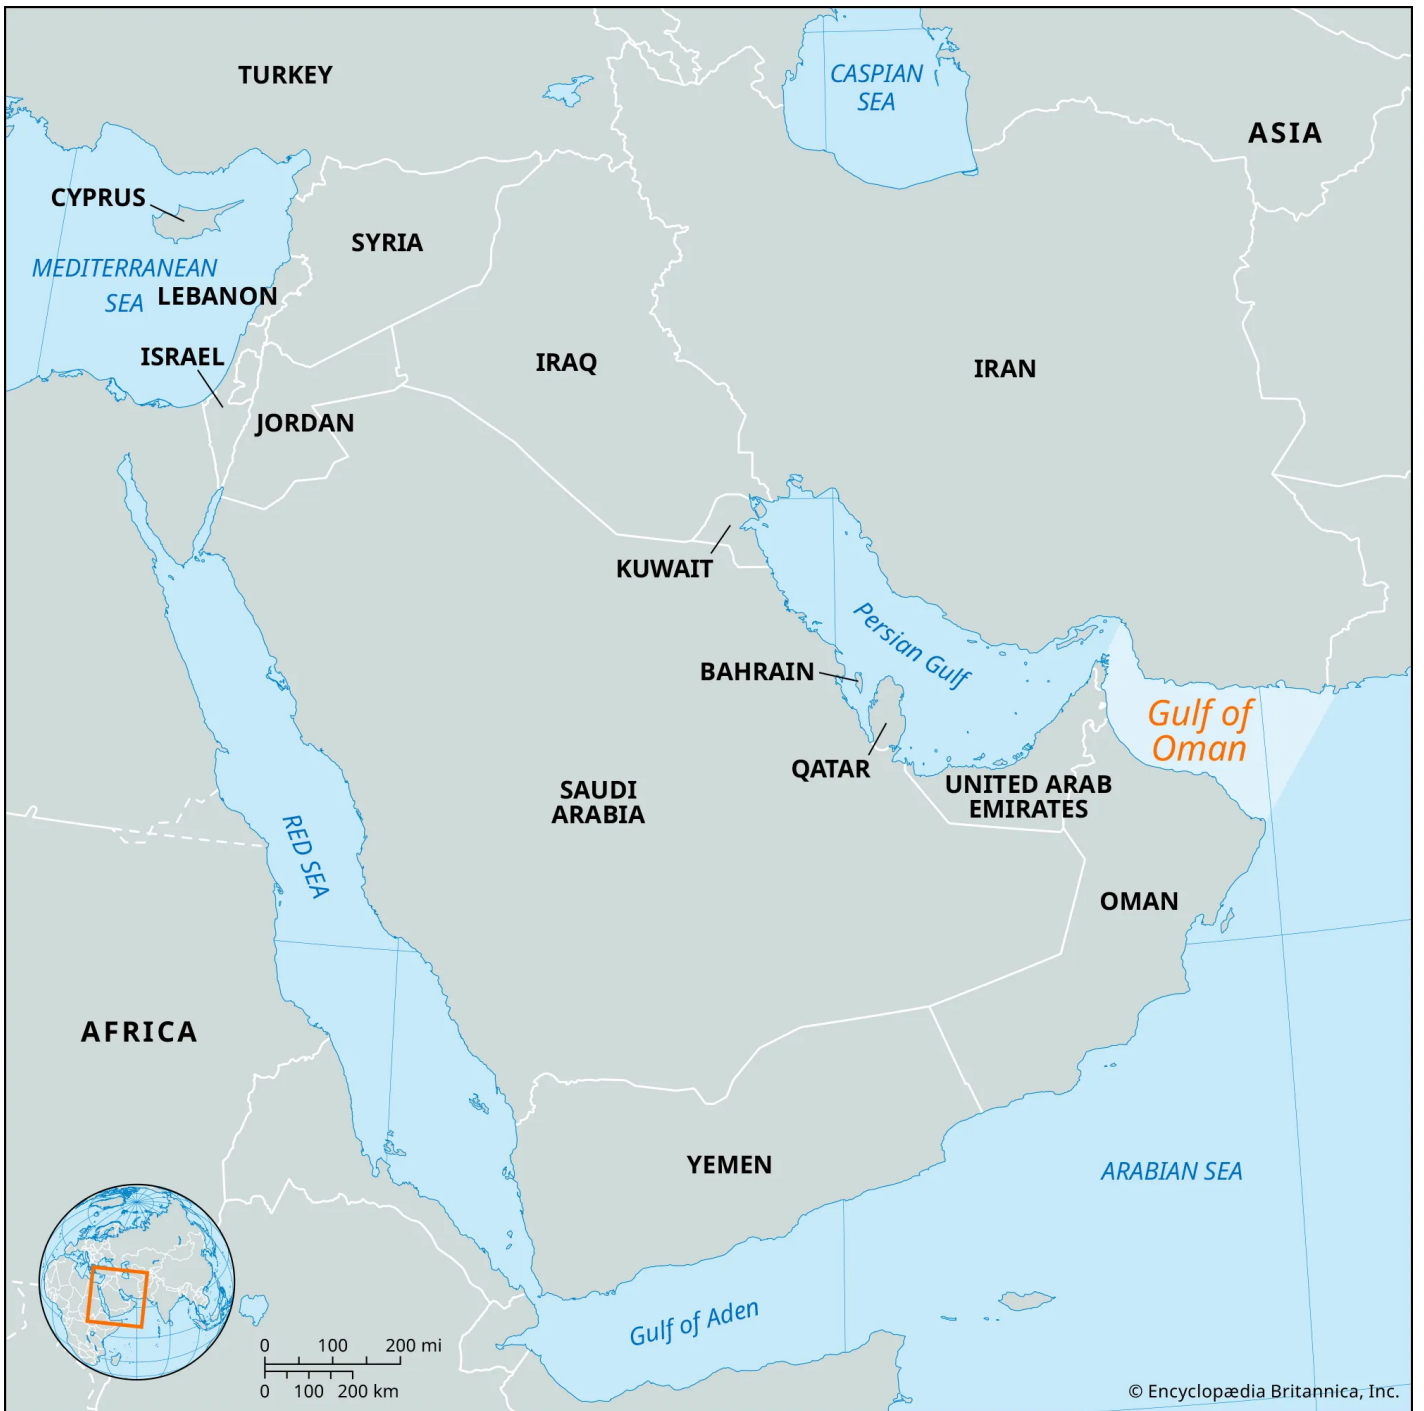 TURKEY
CASPIAN
SEA
ASIA
CYPRUS
SYRIA
MEDITERRANEAN
SEA
LEBANON
ISRAEL
IRAQ
IRAN
JORDAN
KUWAIT
Persian Gulf
BAHRAIN
Gulf of
Oman
QATAR
SAUDI
ARABIA
UNITED ARAB
EMIRATES
RED SEA
OMAN
AFRICA
YEMEN
ARABIAN SEA
Gulf of Aden
0 100 200 mi
0 100 200 km
© Encyclopædia Britannica, Inc.